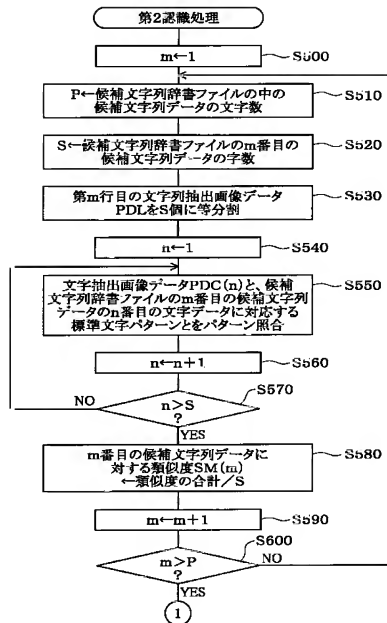 第2認識処理
m←1
S500
P←候補文字列辞書ファイルの中の
候補文字列データの文字数
S510
S←候補文字列辞書ファイルのm番目の
候補文字列データの字数
S520
第m行目の文字列抽出画像データ
PDLをS個に等分割
S530
n←1
S540
文字抽出画像データPDC(n)と、候補
文字列辞書ファイルのm番目の候補文字列
データのn番目の文字データに対応する
標準文字パターンとをパターン照合
S550
n←n+1
S560
n>S
?
S570
NO
YES
m番目の候補文字列データに
対する類似度SM(m)
←類似度の合計/S
S580
m←m+1
S590
m>P
?
S600
NO
YES
1